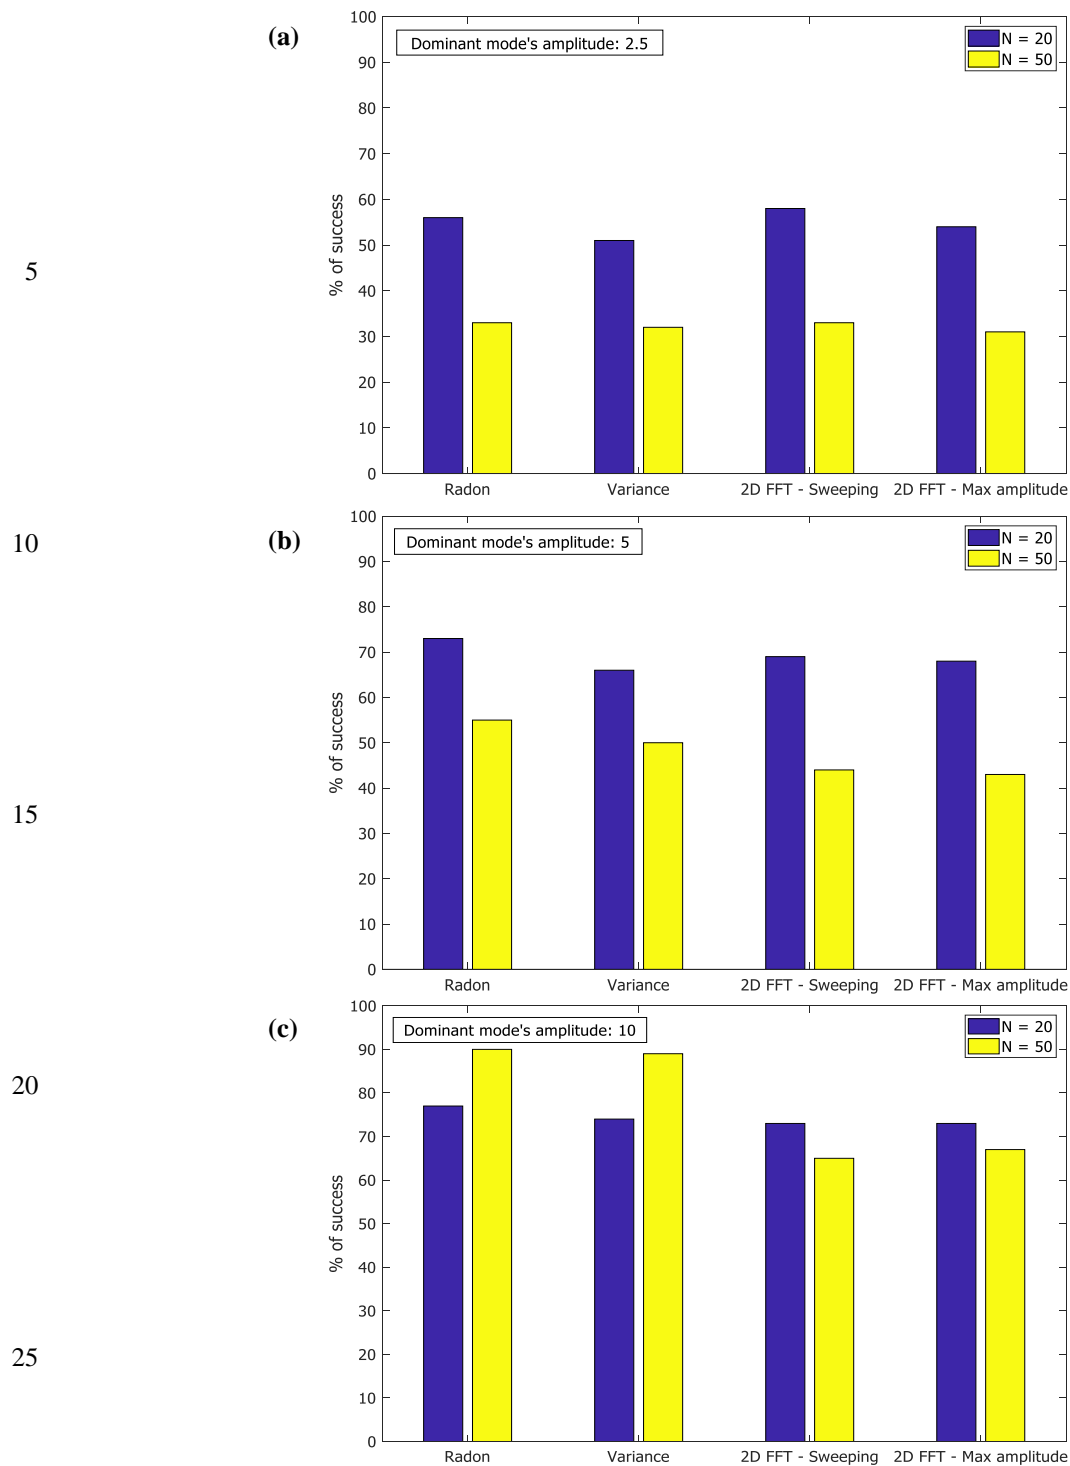 (a)
Dominant mode's amplitude: 2.5
N = 20
N = 50
100
90
80
70
60
50
40
30
20
10
0
% of success
Radon Variance 2D FFT - Sweeping 2D FFT - Max amplitude
5
10
(b)
Dominant mode's amplitude: 5
N = 20
N = 50
100
90
80
70
60
50
40
30
20
10
0
% of success
Radon Variance 2D FFT - Sweeping 2D FFT - Max amplitude
15
(c)
Dominant mode's amplitude: 10
N = 20
N = 50
100
90
80
70
60
50
40
30
20
10
0
% of success
Radon Variance 2D FFT - Sweeping 2D FFT - Max amplitude
20
25